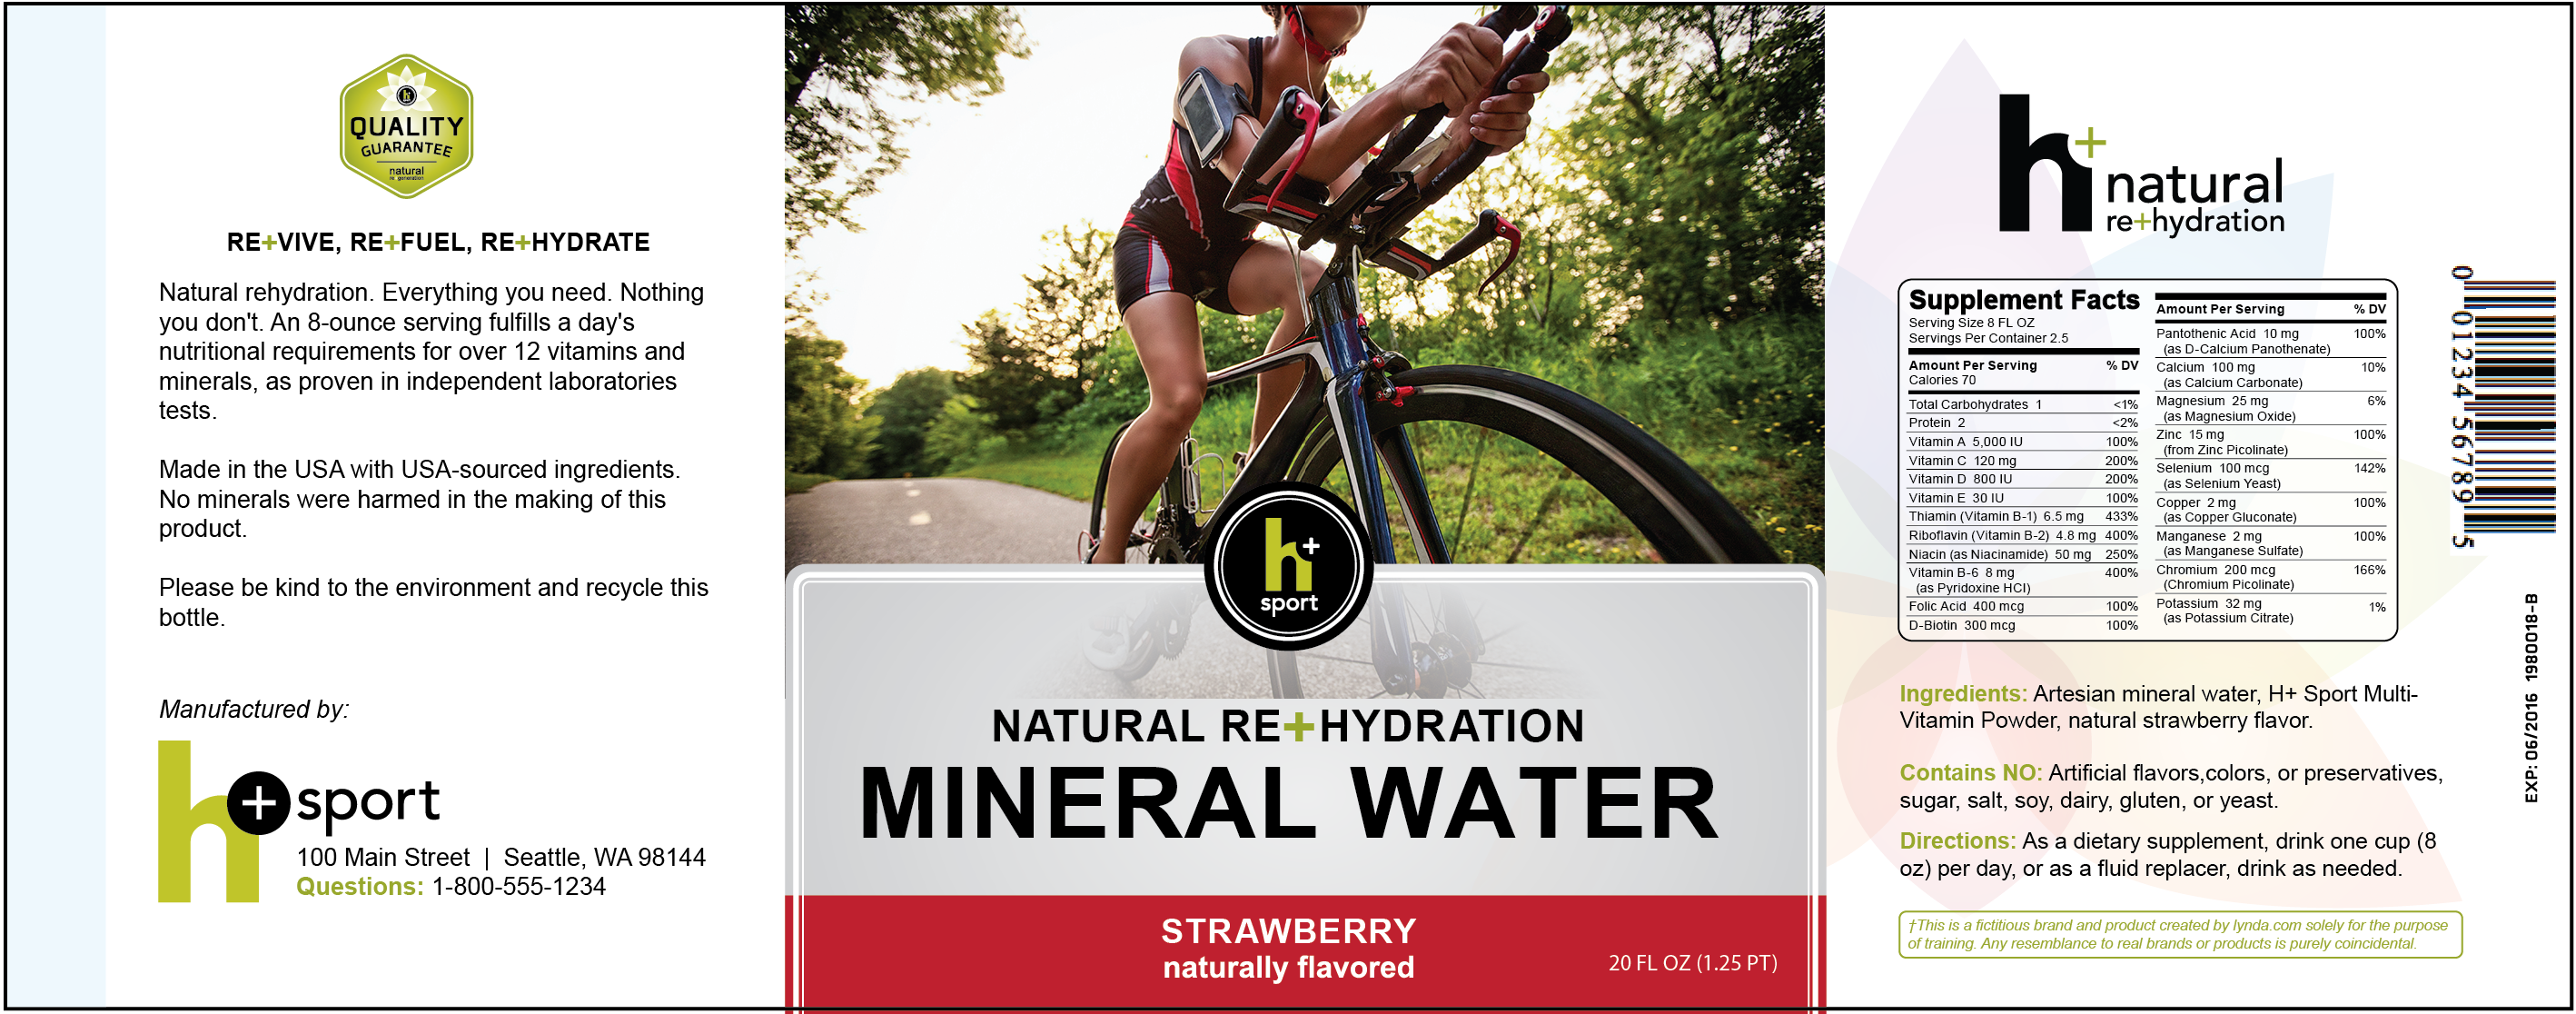 h+
QUALITY
GUARANTEE
natural
re+generation
RE+VIVE, RE+FUEL, RE+HYDRATE
Natural rehydration. Everything you need. Nothing
you don't. An 8-ounce serving fulfills a day's
nutritional requirements for over 12 vitamins and
minerals, as proven in independent laboratories
tests.
Made in the USA with USA-sourced ingredients.
No minerals were harmed in the making of this
product.
Please be kind to the environment and recycle this
bottle.
Manufactured by:
h+sport
100 Main Street | Seattle, WA 98144
Questions: 1-800-555-1234
h+
sport
NATURAL RE+HYDRATION
MINERAL WATER
STRAWBERRY
naturally flavored
20 FL OZ (1.25 PT)
h+ natural
re+hydration
Supplement Facts
Serving Size 8 FL OZ
Servings Per Container 2.5
Amount Per Serving % DV
Calories 70
Total Carbohydrates 1 <1%
Protein 2 <2%
Vitamin A 5,000 IU 100%
Vitamin C 120 mg 200%
Vitamin D 800 IU 200%
Vitamin E 30 IU 100%
Thiamin (Vitamin B-1) 6.5 mg 433%
Riboflavin (Vitamin B-2) 4.8 mg 400%
Niacin (as Niacinamide) 50 mg 250%
Vitamin B-6 8 mg 400%
(as Pyridoxine HCI)
Folic Acid 400 mcg 100%
D-Biotin 300 mcg 100%
Amount Per Serving % DV
Pantothenic Acid 10 mg 100%
(as D-Calcium Panothenate)
Calcium 100 mg 10%
(as Calcium Carbonate)
Magnesium 25 mg 6%
(as Magnesium Oxide)
Zinc 15 mg 100%
(from Zinc Picolinate)
Selenium 100 mcg 142%
(as Selenium Yeast)
Copper 2 mg 100%
(as Copper Gluconate)
Manganese 2 mg 100%
(as Manganese Sulfate)
Chromium 200 mcg 166%
(Chromium Picolinate)
Potassium 32 mg 1%
(as Potassium Citrate)
Ingredients: Artesian mineral water, H+ Sport Multi-
Vitamin Powder, natural strawberry flavor.
Contains NO: Artificial flavors,colors, or preservatives,
sugar, salt, soy, dairy, gluten, or yeast.
Directions: As a dietary supplement, drink one cup (8
oz) per day, or as a fluid replacer, drink as needed.
†This is a fictitious brand and product created by lynda.com solely for the purpose
of training. Any resemblance to real brands or products is purely coincidental.
0 01234 56789 5
EXP: 06/2016 1980018-B